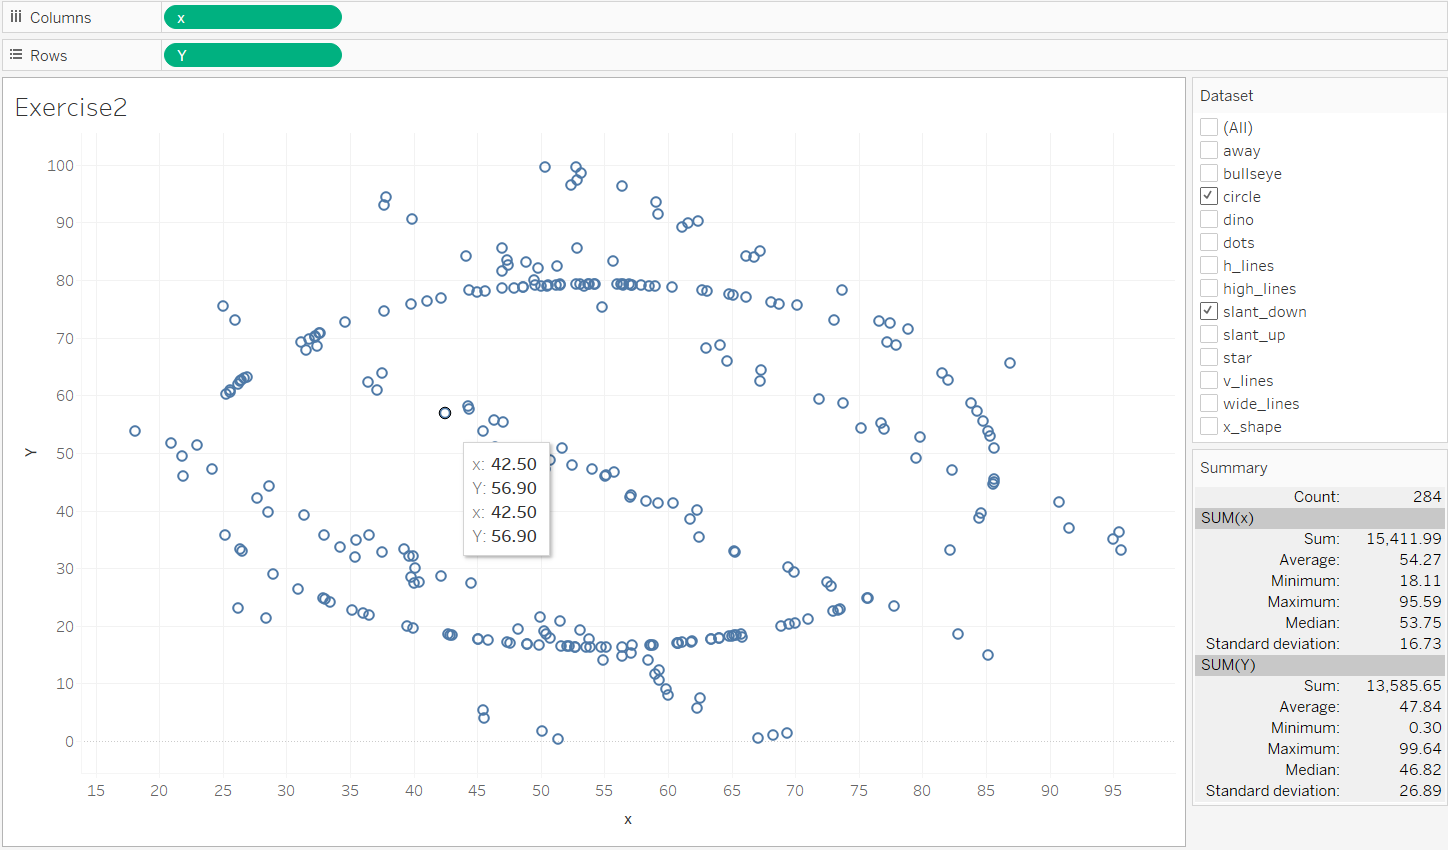 Columns x
Rows Y
Exercise2
Y
100
90
80
70
60
50
40
30
20
10
0
x: 42.50
Y: 56.90
x: 42.50
Y: 56.90
15 20 25 30 35 40 45 50 55 60 65 70 75 80 85 90 95
x
Dataset
(All)
away
bullseye
circle
dino
dots
h_lines
high_lines
slant_down
slant_up
star
v_lines
wide_lines
x_shape
Summary
Count: 284
SUM(x)
Sum: 15,411.99
Average: 54.27
Minimum: 18.11
Maximum: 95.59
Median: 53.75
Standard deviation: 16.73
SUM(Y)
Sum: 13,585.65
Average: 47.84
Minimum: 0.30
Maximum: 99.64
Median: 46.82
Standard deviation: 26.89